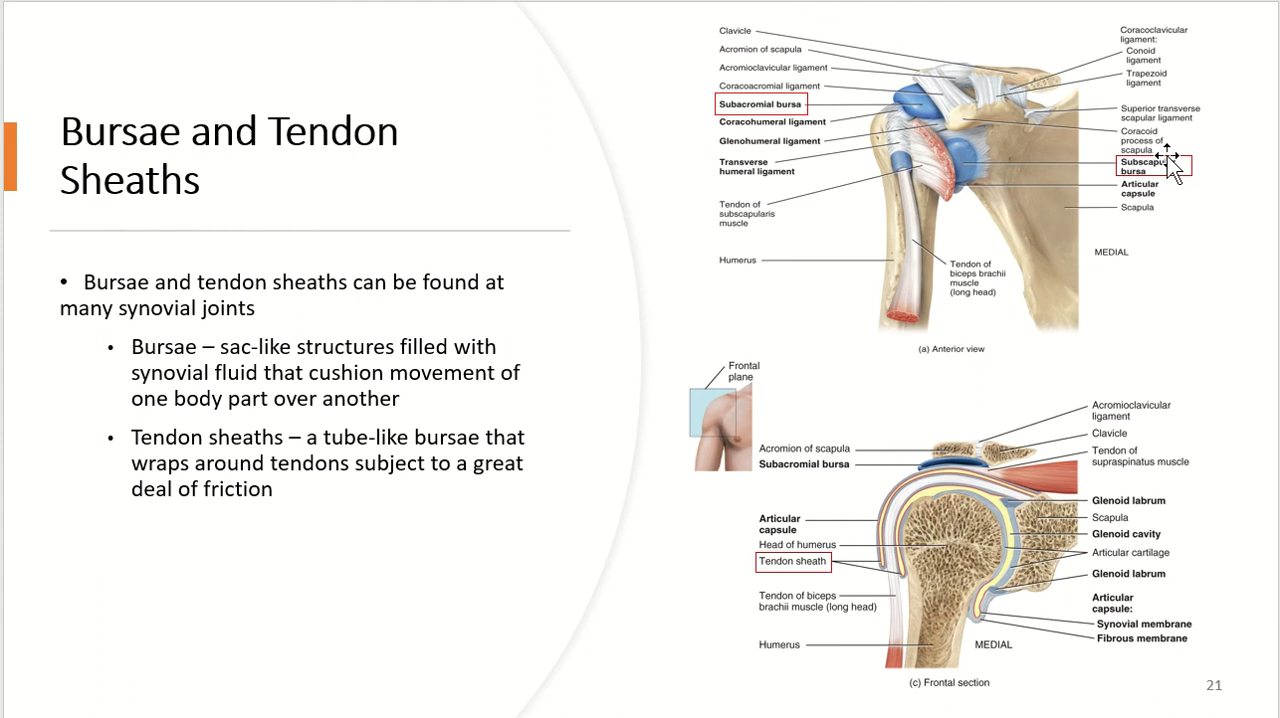 Bursae and Tendon
Sheaths
• Bursae and tendon sheaths can be found at
many synovial joints
• Bursae – sac-like structures filled with
synovial fluid that cushion movement of
one body part over another
• Tendon sheaths – a tube-like bursae that
wraps around tendons subject to a great
deal of friction
Clavicle
Acromion of scapula
Acromioclavicular ligament
Coracoacromial ligament
Subacromial bursa
Coracohumeral ligament
Glenohumeral ligament
Transverse
humeral ligament
Tendon of
subscapularis
muscle
Humerus
Tendon of
biceps brachii
muscle
(long head)
Coracoclavicular
ligament:
Conoid
ligament
Trapezoid
ligament
Superior transverse
scapular ligament
Coracoid
process of
scapula
bursa
Articular
capsule
Scapula
MEDIAL
(a) Anterior view
Frontal
plane
Acromion of scapula
Subacromial bursa
Articular
capsule
Head of humerus
Tendon sheath
Tendon of biceps
brachii muscle (long head)
Humerus
Acromioclavicular
ligament
Clavicle
Tendon of
supraspinatus muscle
Glenoid labrum
Scapula
Glenoid cavity
Articular cartilage
Glenoid labrum
Articular
capsule:
Synovial membrane
Fibrous membrane
MEDIAL
(c) Frontal section
21